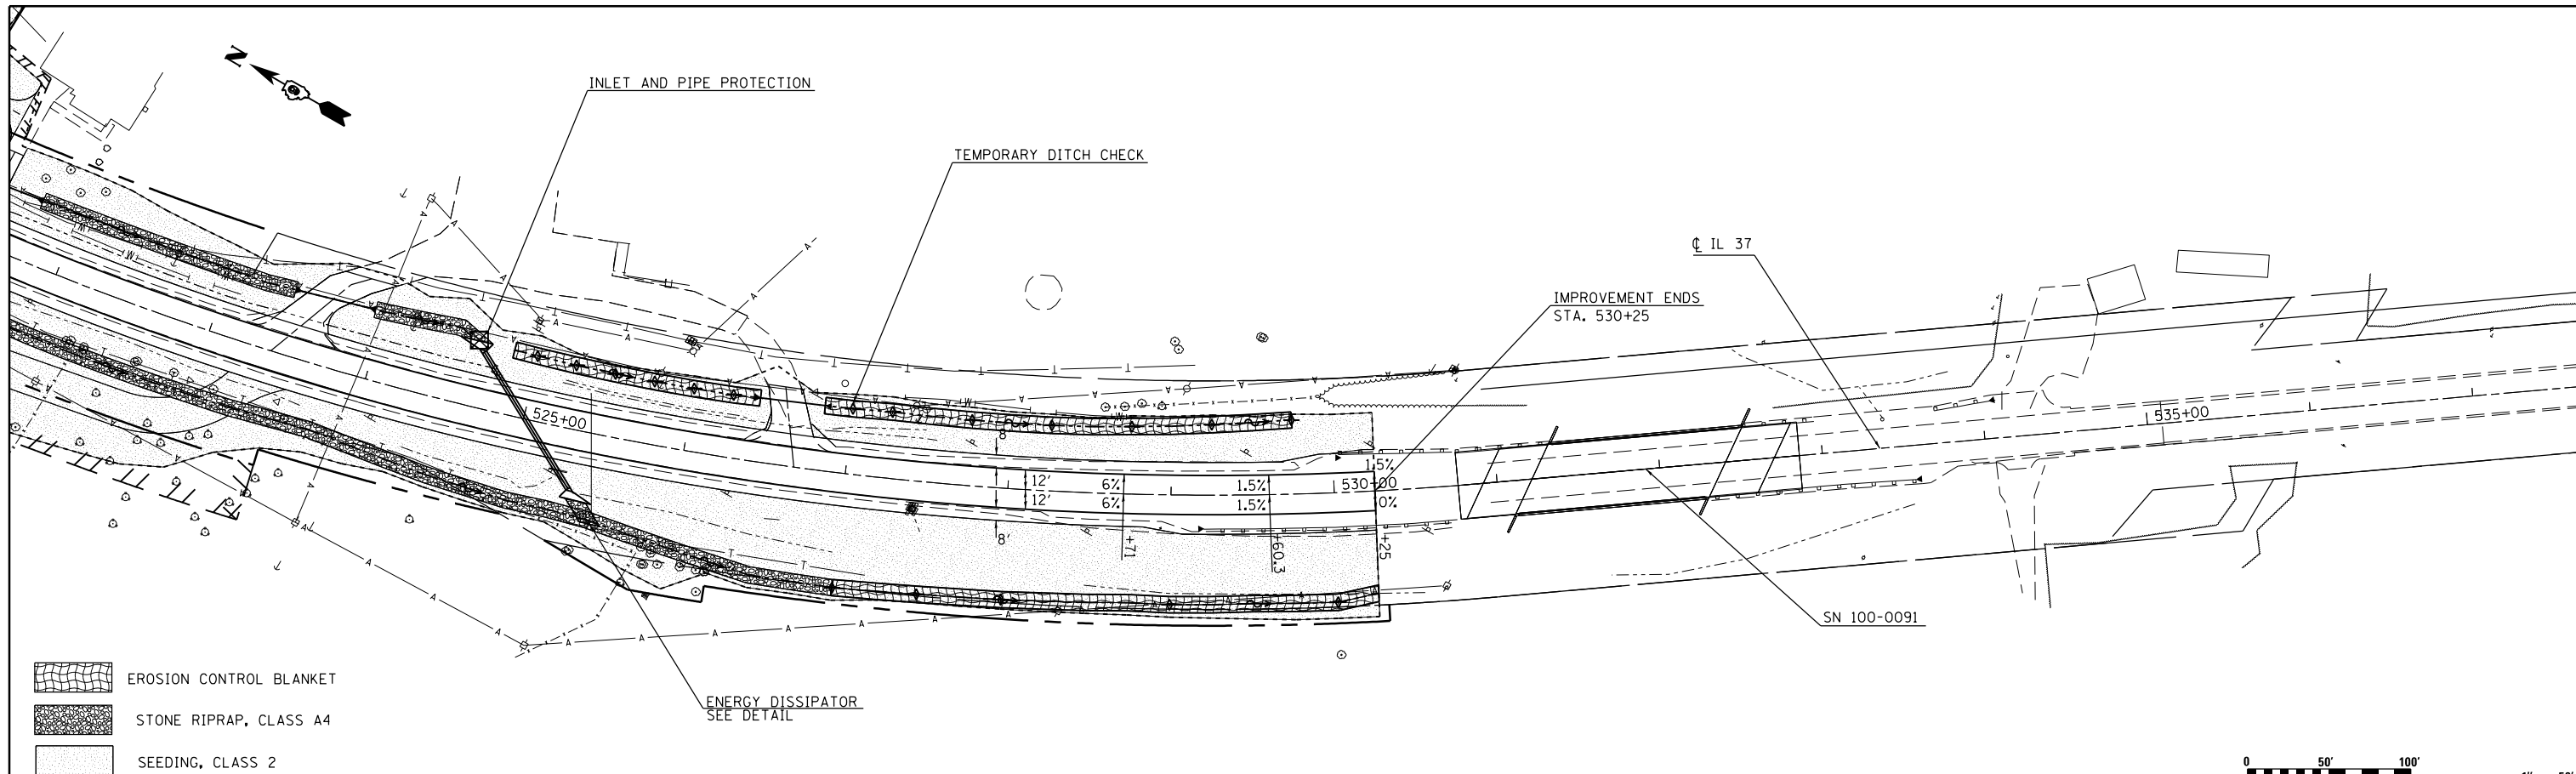 N
INLET AND PIPE PROTECTION
TEMPORARY DITCH CHECK
℄ IL 37
IMPROVEMENT ENDS
STA. 530+25
525+00
535+00
8'
1.5%
12'
6%
1.5%
530+00
12'
6%
1.5%
0%
8'
+71
+60.3
+25
SN 100-0091
EROSION CONTROL BLANKET
STONE RIPRAP, CLASS A4
SEEDING, CLASS 2
ENERGY DISSIPATOR
SEE DETAIL
0 50' 100'